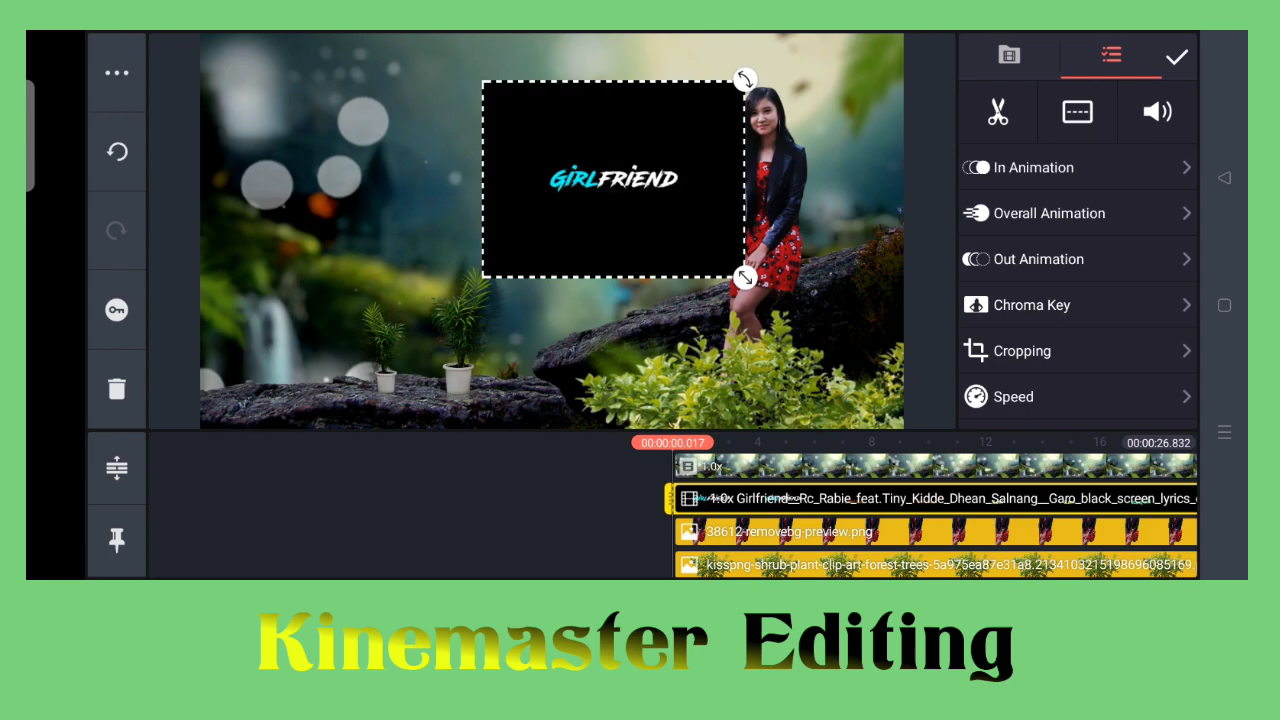 GIRLFRIEND
In Animation
Overall Animation
Out Animation
Chroma Key
Cropping
Speed
00:00:00.017
4
8
12
16
00:00:26.832
1.0x
1.0x Girlfriend_-_Rc_Rabie_feat.Tiny_Kidde_Dhean_Salnang__Garo_black_screen_lyrics_
38612-removebg-preview.png
kisspng-shrub-plant-clip-art-forest-trees-5a975ea87e31a8.2134103215198696085169.
Kinemaster Editing